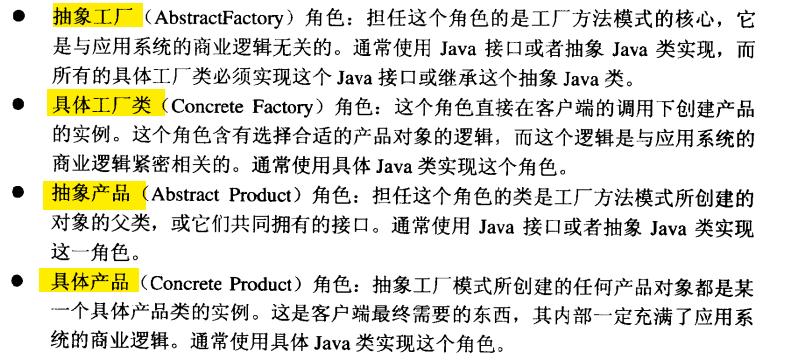 ● 抽象工厂（AbstractFactory）角色：担任这个角色的是工厂方法模式的核心，它
是与应用系统的商业逻辑无关的。通常使用 Java 接口或者抽象 Java 类实现，而
所有的具体工厂类必须实现这个 Java 接口或继承这个抽象 Java 类。
● 具体工厂类（Concrete Factory）角色：这个角色直接在客户端的调用下创建产品
的实例。这个角色含有选择合适的产品对象的逻辑，而这个逻辑是与应用系统的
商业逻辑紧密相关的。通常使用具体 Java 类实现这个角色。
● 抽象产品（Abstract Product）角色：担任这个角色的类是工厂方法模式所创建的
对象的父类，或它们共同拥有的接口。通常使用 Java 接口或者抽象 Java 类实现
这一角色。
● 具体产品（Concrete Product）角色：抽象工厂模式所创建的任何产品对象都是某
一个具体产品类的实例。这是客户端最终需要的东西，其内部一定充满了应用系
统的商业逻辑。通常使用具体 Java 类实现这个角色。